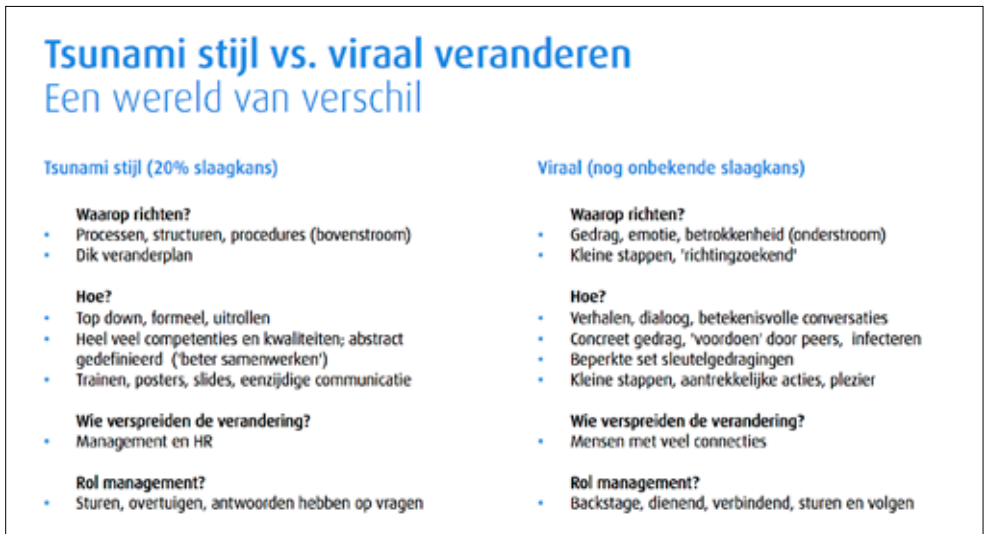 Tsunami stijl vs. viraal veranderen
Een wereld van verschil
Tsunami stijl (20% slaagkans)
Waarop richten?
• Processen, structuren, procedures (bovenstroom)
• Dik veranderplan
Hoe?
• Top down, formeel, uitrollen
• Heel veel competenties en kwaliteiten; abstract
gedefinieerd ('beter samenwerken')
• Trainen, posters, slides, eenzijdige communicatie
Wie verspreiden de verandering?
• Management en HR
Rol management?
• Sturen, overtuigen, antwoorden hebben op vragen
Viraal (nog onbekende slaagkans)
Waarop richten?
• Gedrag, emotie, betrokkenheid (onderstroom)
• Kleine stappen, 'richtingzoekend'
Hoe?
• Verhalen, dialoog, betekenisvolle conversaties
• Concreet gedrag, 'voordoen' door peers, infecteren
• Beperkte set sleutelgedragingen
• Kleine stappen, aantrekkelijke acties, plezier
Wie verspreiden de verandering?
• Mensen met veel connecties
Rol management?
• Backstage, dienend, verbindend, sturen en volgen